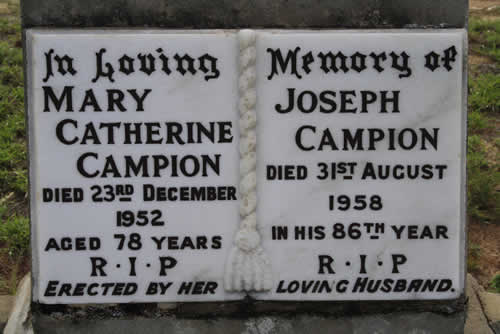 In Loving Memory of
MARY
CATHERINE
CAMPION
DIED 23RD DECEMBER
1952
AGED 78 YEARS
R·I·P
JOSEPH
CAMPION
DIED 31ST AUGUST
1958
IN HIS 86TH YEAR
R·I·P
ERECTED BY HER LOVING HUSBAND.